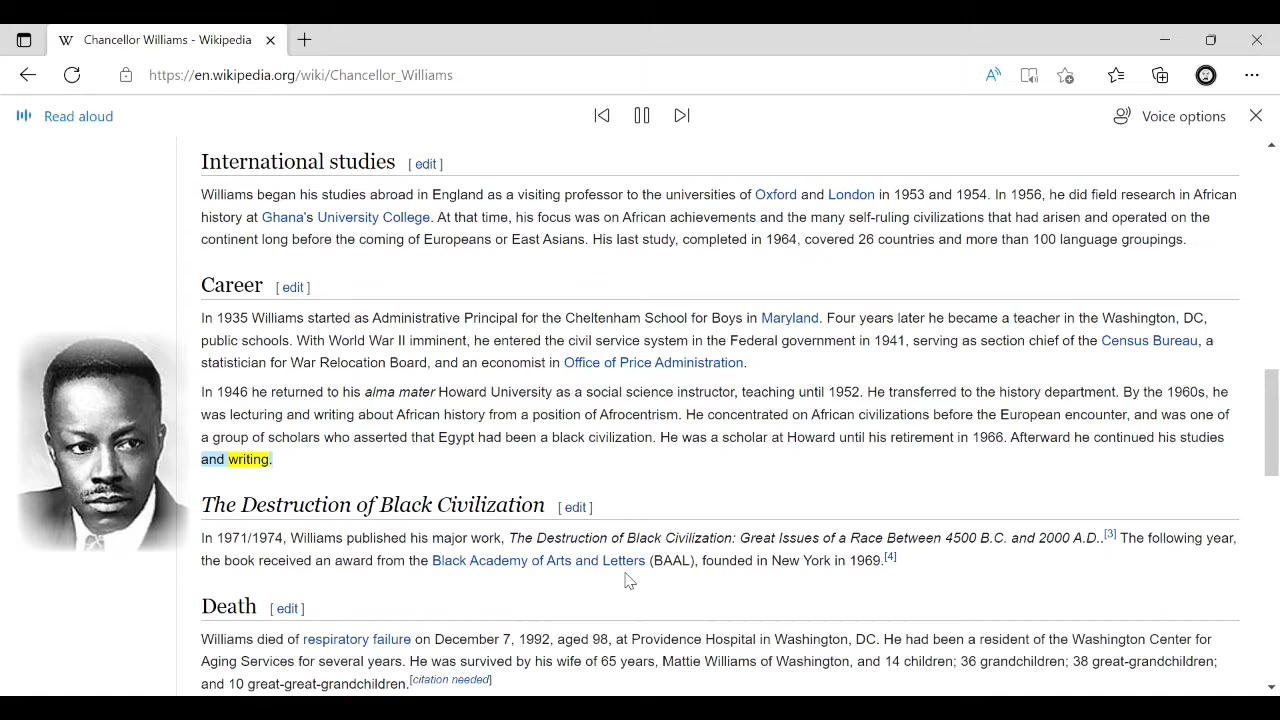 Chancellor Williams - Wikipedia
https://en.wikipedia.org/wiki/Chancellor_Williams
Read aloud
Voice options
International studies [ edit ]
Williams began his studies abroad in England as a visiting professor to the universities of Oxford and London in 1953 and 1954. In 1956, he did field research in African
history at Ghana's University College. At that time, his focus was on African achievements and the many self-ruling civilizations that had arisen and operated on the
continent long before the coming of Europeans or East Asians. His last study, completed in 1964, covered 26 countries and more than 100 language groupings.
Career [ edit ]
In 1935 Williams started as Administrative Principal for the Cheltenham School for Boys in Maryland. Four years later he became a teacher in the Washington, DC,
public schools. With World War II imminent, he entered the civil service system in the Federal government in 1941, serving as section chief of the Census Bureau, a
statistician for War Relocation Board, and an economist in Office of Price Administration.
In 1946 he returned to his alma mater Howard University as a social science instructor, teaching until 1952. He transferred to the history department. By the 1960s, he
was lecturing and writing about African history from a position of Afrocentrism. He concentrated on African civilizations before the European encounter, and was one of
a group of scholars who asserted that Egypt had been a black civilization. He was a scholar at Howard until his retirement in 1966. Afterward he continued his studies
and writing.
The Destruction of Black Civilization [ edit ]
In 1971/1974, Williams published his major work, The Destruction of Black Civilization: Great Issues of a Race Between 4500 B.C. and 2000 A.D..[3] The following year,
the book received an award from the Black Academy of Arts and Letters (BAAL), founded in New York in 1969.[4]
Death [ edit ]
Williams died of respiratory failure on December 7, 1992, aged 98, at Providence Hospital in Washington, DC. He had been a resident of the Washington Center for
Aging Services for several years. He was survived by his wife of 65 years, Mattie Williams of Washington, and 14 children; 36 grandchildren; 38 great-grandchildren;
and 10 great-great-grandchildren.[citation needed]